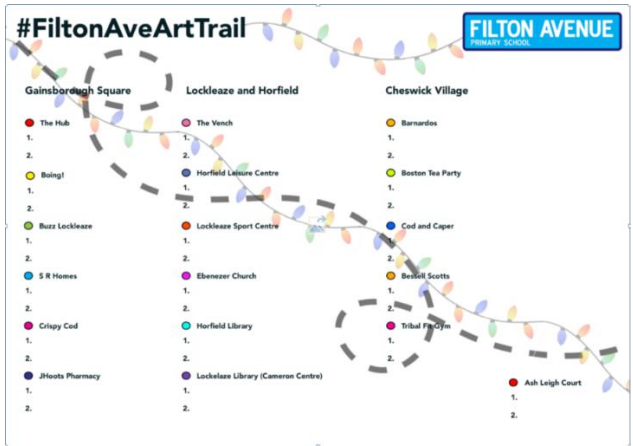 #FiltonAveArtTrail
FILTON AVENUE
PRIMARY SCHOOL
Gainsborough Square
The Hub
1.
2.
Boing!
1.
2.
Buzz Lockleaze
1.
2.
S R Homes
1.
2.
Crispy Cod
1.
2.
JHoots Pharmacy
1.
2.
Lockleaze and Horfield
The Vench
1.
2.
Horfield Leisure Centre
1.
2.
Lockleaze Sport Centre
1.
2.
Ebenezer Church
1.
2.
Horfield Library
1.
2.
Lockelaze Library (Cameron Centre)
1.
2.
Cheswick Village
Barnardos
1.
2.
Boston Tea Party
1.
2.
Cod and Caper
1.
2.
Bessell Scotts
1.
2.
Tribal Fit Gym
1.
2.
Ash Leigh Court
1.
2.